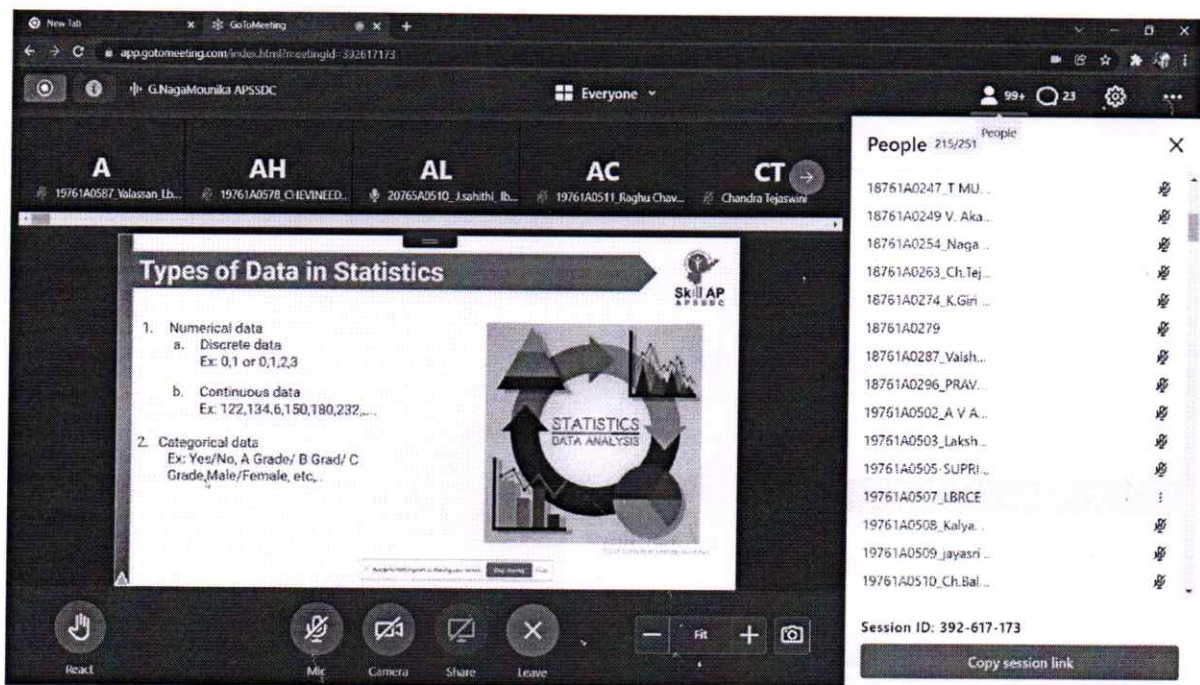 New Tab
GoToMeeting
app.gotomeeting.com/index.html?meetingId=392617173
G.NagaMounika APSSDC
Everyone
99+
23
People
People 215/251
A
AH
AL
AC
CT
19761A0587_Yalassan_Lb...
19761A0578_CHEVINEED...
20765A0510_J.sahithi_lb...
19761A0511_Raghu Chav...
Chandra Tejaswini
Types of Data in Statistics
Skill AP
APSSDC
1. Numerical data
a. Discrete data
Ex: 0,1 or 0,1,2,3
b. Continuous data
Ex: 122,134.6,150,180,232,....
2. Categorical data
Ex: Yes/No, A Grade/ B Grad/ C
Grade,Male/Female, etc,..
STATISTICS
DATA ANALYSIS
18761A0247_T MU...
18761A0249 V. Aka...
18761A0254_Naga...
18761A0263_Ch.Tej...
18761A0274_K.Giri ...
18761A0279
18761A0287_Vaish...
18761A0296_PRAV...
19761A0502_A V A...
19761A0503_Laksh...
19761A0505-SUPRI...
19761A0507_LBRCE
19761A0508_Kalya...
19761A0509_jayasri ...
19761A0510_Ch.Bal...
Session ID: 392-617-173
Copy session link
React
Mic
Camera
Share
Leave
Fit